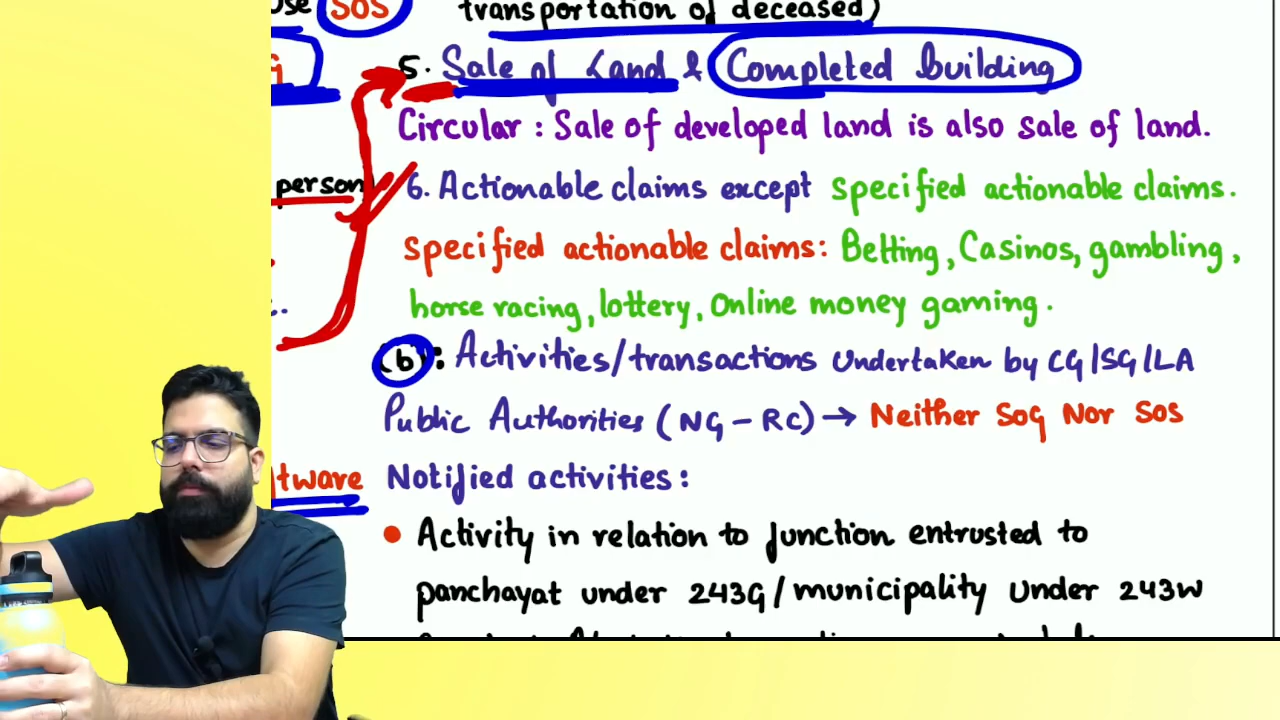 use SOS transportation of deceased)
5. Sale of Land & Completed building
Circular : Sale of developed land is also sale of land.
person 6. Actionable claims except specified actionable claims.
specified actionable claims: Betting, Casinos, gambling,
horse racing, lottery, Online money gaming.
(b): Activities/transactions undertaken by CG/SG/LA
Public Authorities (NG - RC) → Neither SOG Nor SOS
Notified activities:
• Activity in relation to function entrusted to
panchayat under 243G/municipality under 243W